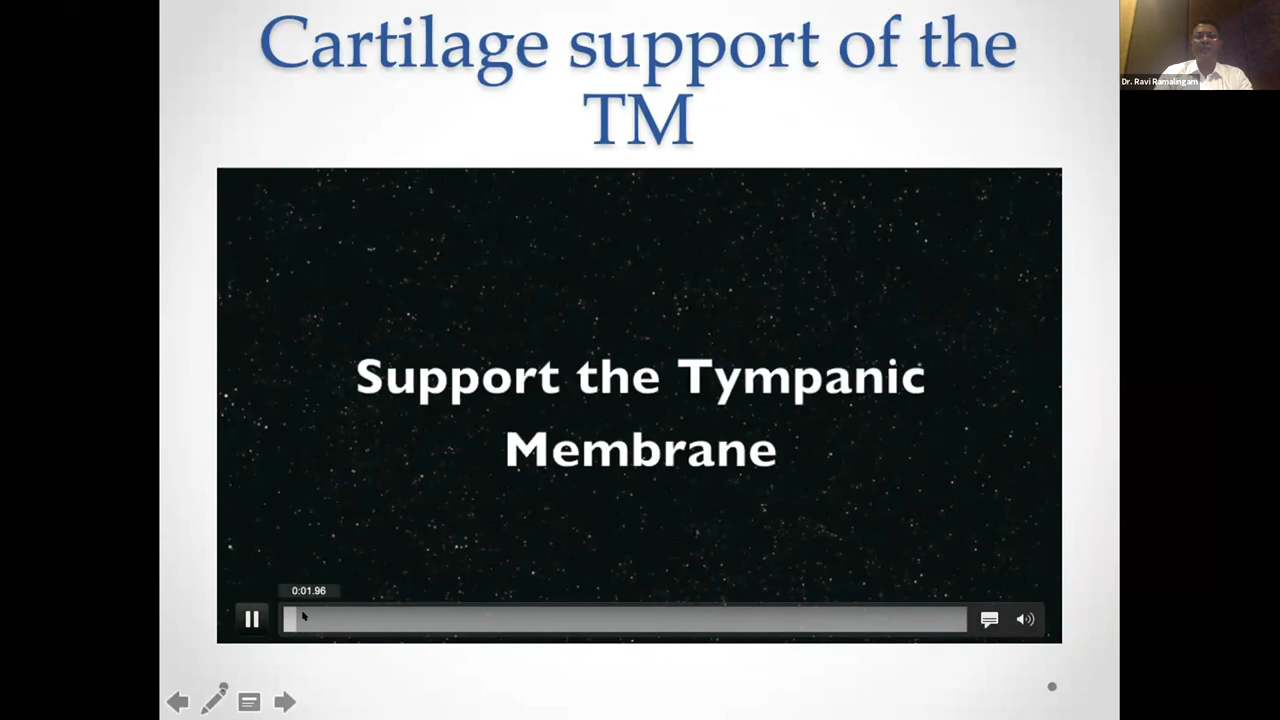 Cartilage support of the
TM
Dr. Ravi Ramalingam
Support the Tympanic
Membrane
0:01.96